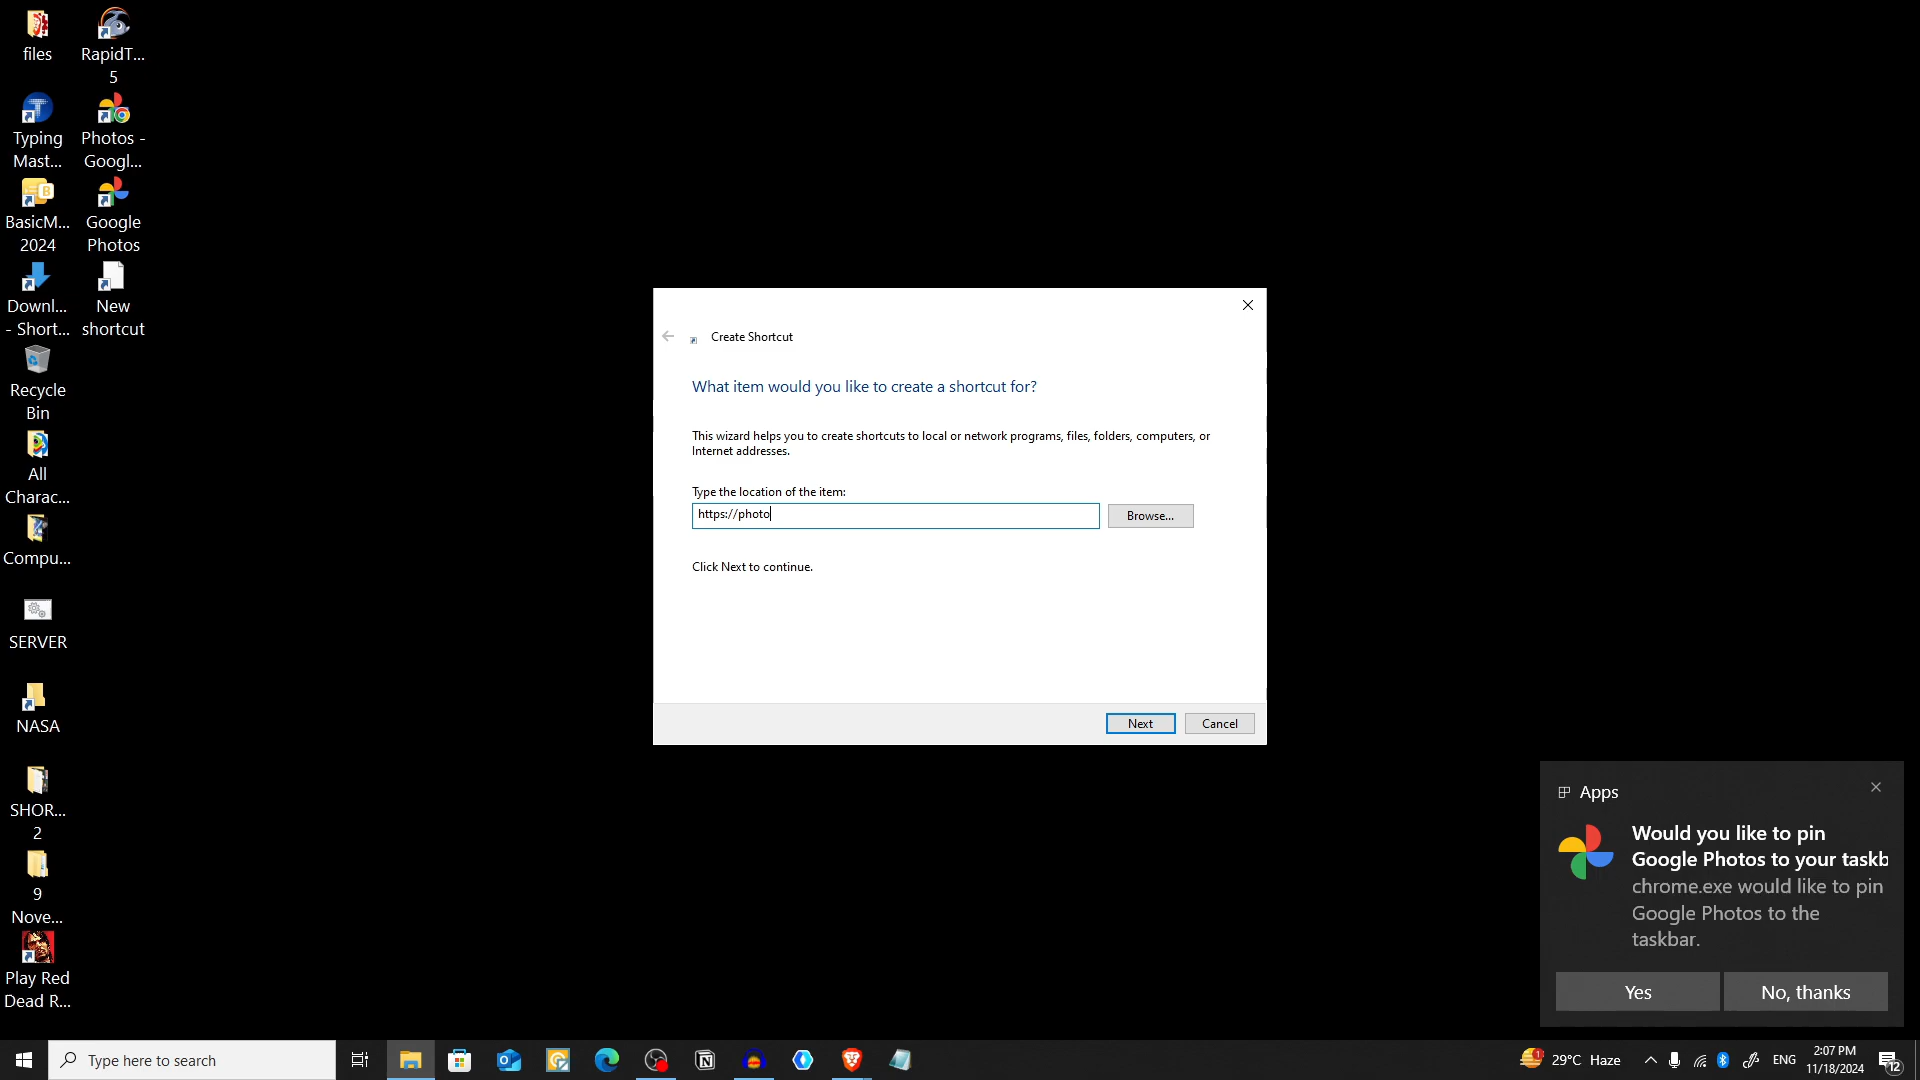 files
RapidT...
5
Typing
Mast...
Photos -
Googl...
BasicM...
2024
Google
Photos
Downl...
- Short...
New
shortcut
Recycle
Bin
All
Charac...
Compu...
SERVER
NASA
SHOR...
2
9
Nove...
Play Red
Dead R...
Create Shortcut
What item would you like to create a shortcut for?
This wizard helps you to create shortcuts to local or network programs, files, folders, computers, or
Internet addresses.
Type the location of the item:
https://photo
Browse...
Click Next to continue.
Next
Cancel
Apps
Would you like to pin
Google Photos to your taskb
chrome.exe would like to pin
Google Photos to the
taskbar.
Yes
No, thanks
Type here to search
1
29°C Haze
ENG
2:07 PM
11/18/2024
12